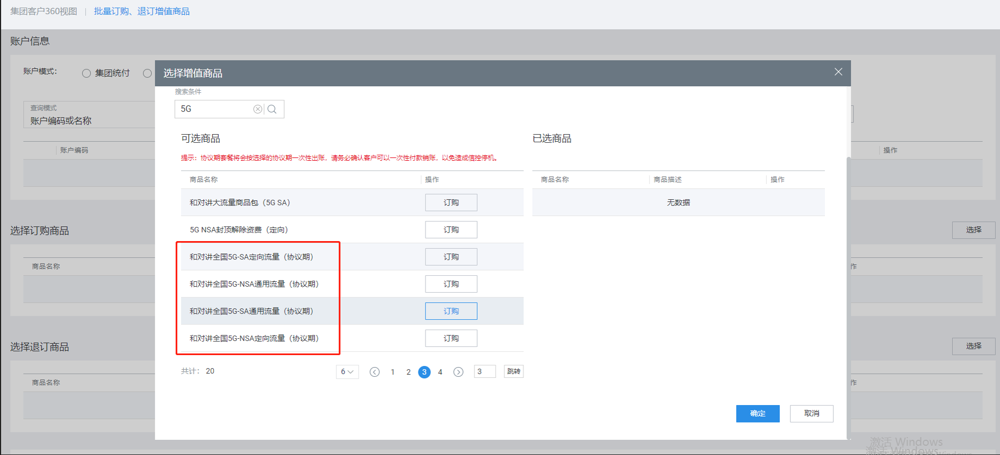 集团客户360视图 | 批量订购、退订增值商品
账户信息
账户模式： 集团统付
查询模式
账户编码或名称
账户编码 操作
选择增值商品
搜索条件
5G
可选商品 已选商品
提示：协议期套餐将会按选择的协议期一次性出账，请务必确认客户可以一次性付款销账，以免造成信控停机。
商品名称 操作 商品名称 商品描述 操作
和对讲大流量商品包（5G SA） 订购 无数据
5G NSA封顶解除资费（定向） 订购
和对讲全国5G-SA定向流量（协议期） 订购
和对讲全国5G-NSA通用流量（协议期） 订购
和对讲全国5G-SA通用流量（协议期） 订购
和对讲全国5G-NSA定向流量（协议期） 订购
共计： 20 6 1 2 3 4 3 跳转
确定 取消
选择订购商品 选择
商品名称 作
选择退订商品 选择
商品名称 作
激活 Windows
激活 Windows